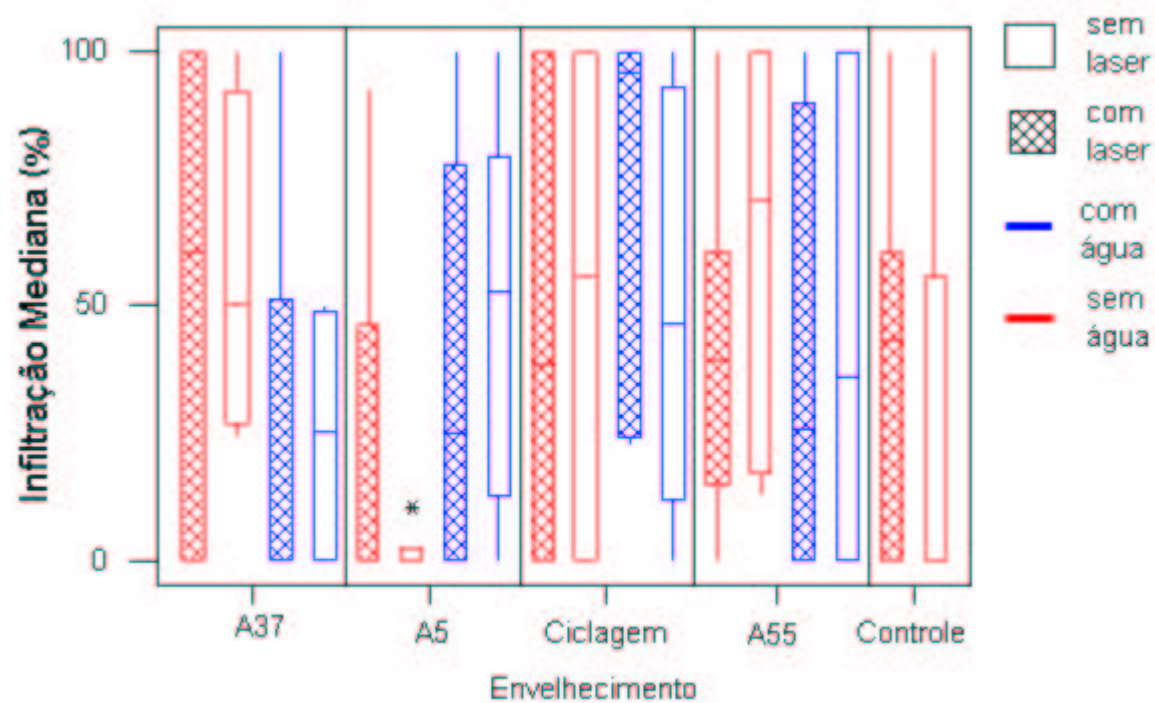 Infiltração Mediana (%)
100
50
0
*
A37
A5
Ciclagem
A55
Controle
Envelhecimento
sem
laser
com
laser
com
água
sem
água